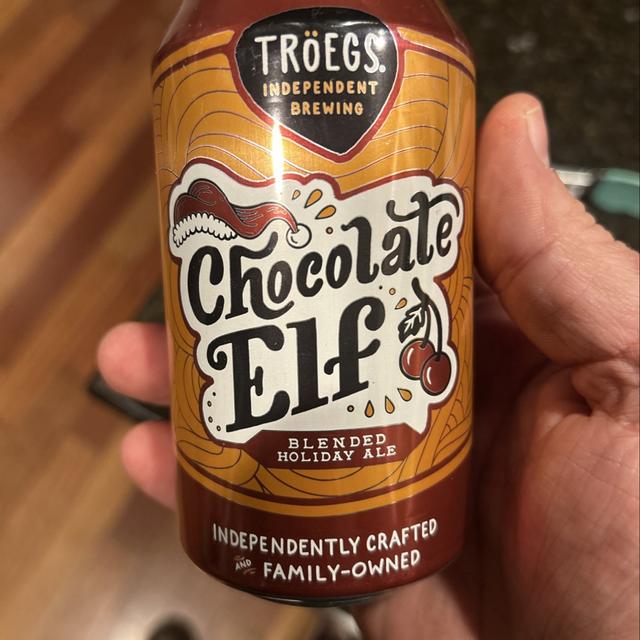 TRÖEGS.
INDEPENDENT
BREWING
Chocolate
Elf
BLENDED
HOLIDAY ALE
INDEPENDENTLY CRAFTED
AND FAMILY-OWNED